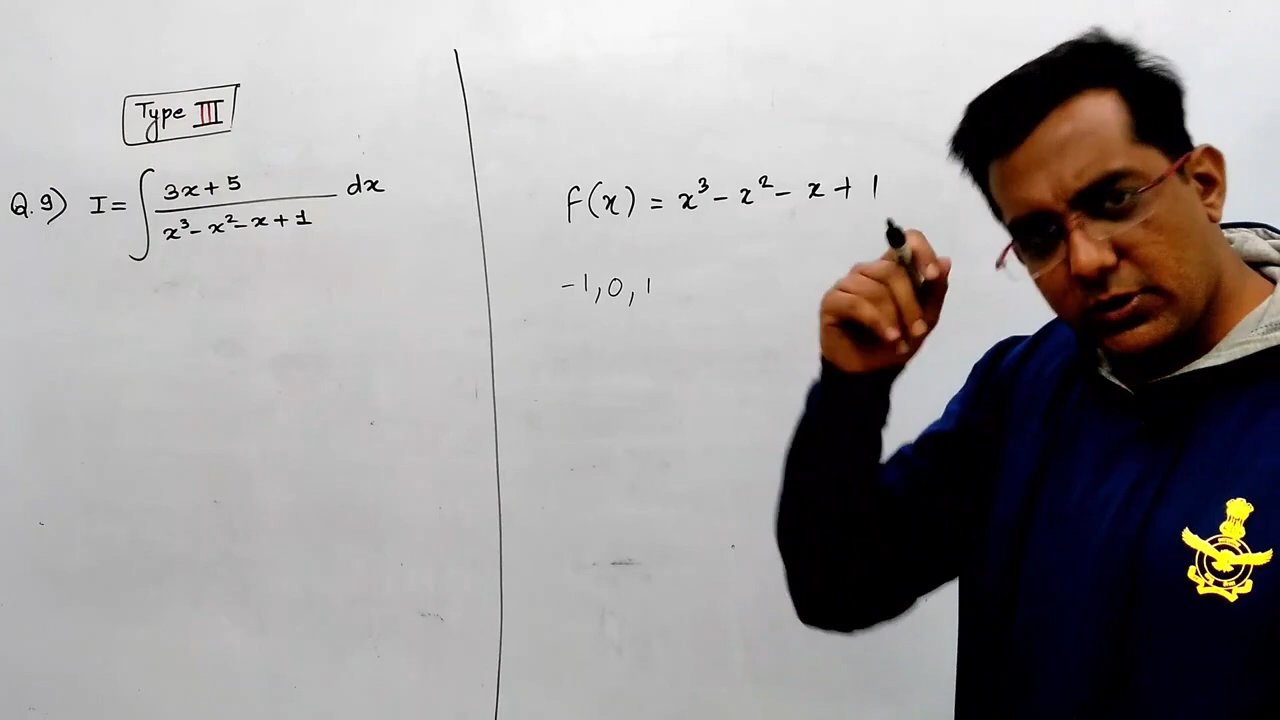 Type III
Q.9) I = ∫ 3x+5 / x³-x²-x+1 dx
f(x) = x³ - x² - x + 1
-1, 0, 1